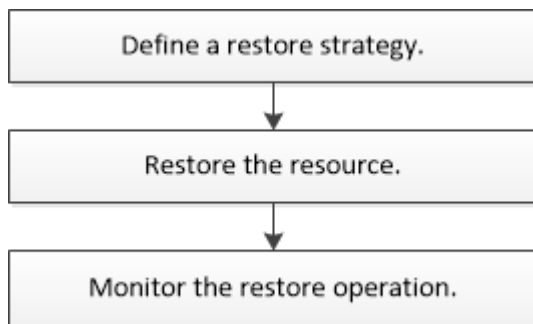 Define a restore strategy.
Restore the resource.
Monitor the restore operation.